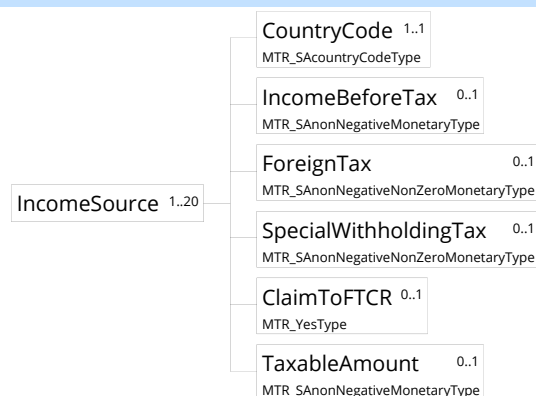 CountryCode 1..1
MTR_SAcountryCodeType
IncomeBeforeTax 0..1
MTR_SAnonNegativeMonetaryType
ForeignTax 0..1
MTR_SAnonNegativeNonZeroMonetaryType
IncomeSource 1..20
SpecialWithholdingTax 0..1
MTR_SAnonNegativeNonZeroMonetaryType
ClaimToFTCR 0..1
MTR_YesType
TaxableAmount 0..1
MTR_SAnonNegativeMonetaryType